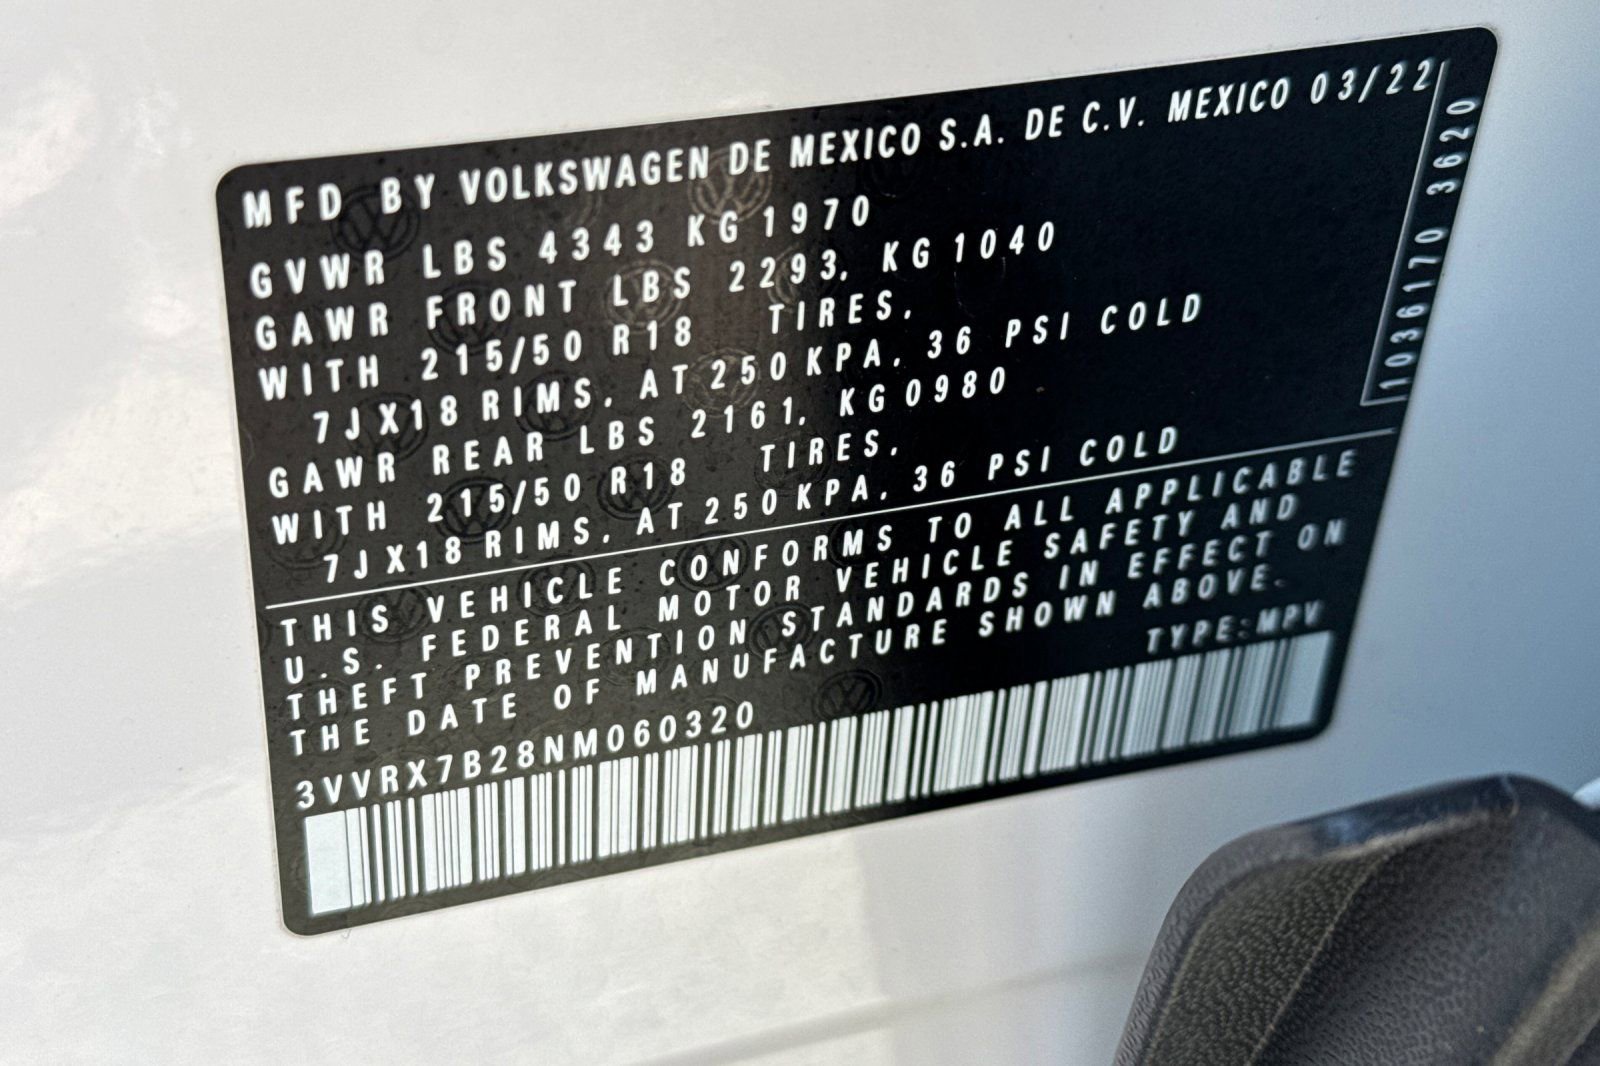 MFD BY VOLKSWAGEN DE MEXICO S.A. DE C.V. MEXICO 03/22
GVWR LBS 4343 KG 1970
GAWR FRONT LBS 2293, KG 1040
WITH 215/50 R18 TIRES,
7JX18 RIMS, AT 250 KPA, 36 PSI COLD
GAWR REAR LBS 2161, KG 0980
WITH 215/50 R18 TIRES,
7JX18 RIMS, AT 250 KPA, 36 PSI COLD
THIS VEHICLE CONFORMS TO ALL APPLICABLE
U.S. FEDERAL MOTOR VEHICLE SAFETY AND
THEFT PREVENTION STANDARDS IN EFFECT ON
THE DATE OF MANUFACTURE SHOWN ABOVE.
TYPE:MPV
3VVRX7B28NM060320
1036170 3620